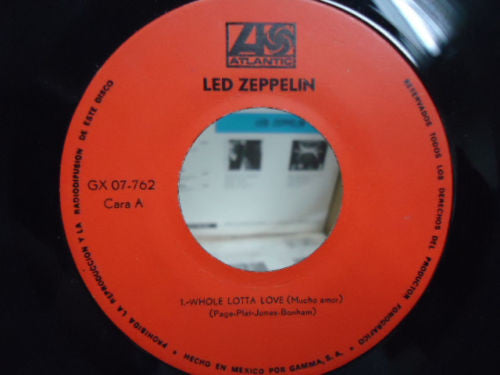 ATLANTIC
LED ZEPPELIN
GX 07-762
Cara A
1.-WHOLE LOTTA LOVE (Mucho amor)
(Page-Plat-Jones-Bonham)
RESERVADOS TODOS LOS DERECHOS DEL PRODUCTOR FONOGRAFICO
PROHIBIDA LA REPRODUCCION Y LA RADIODIFUSION DE ESTE DISCO
• HECHO EN MEXICO POR GAMMA, S.A. •